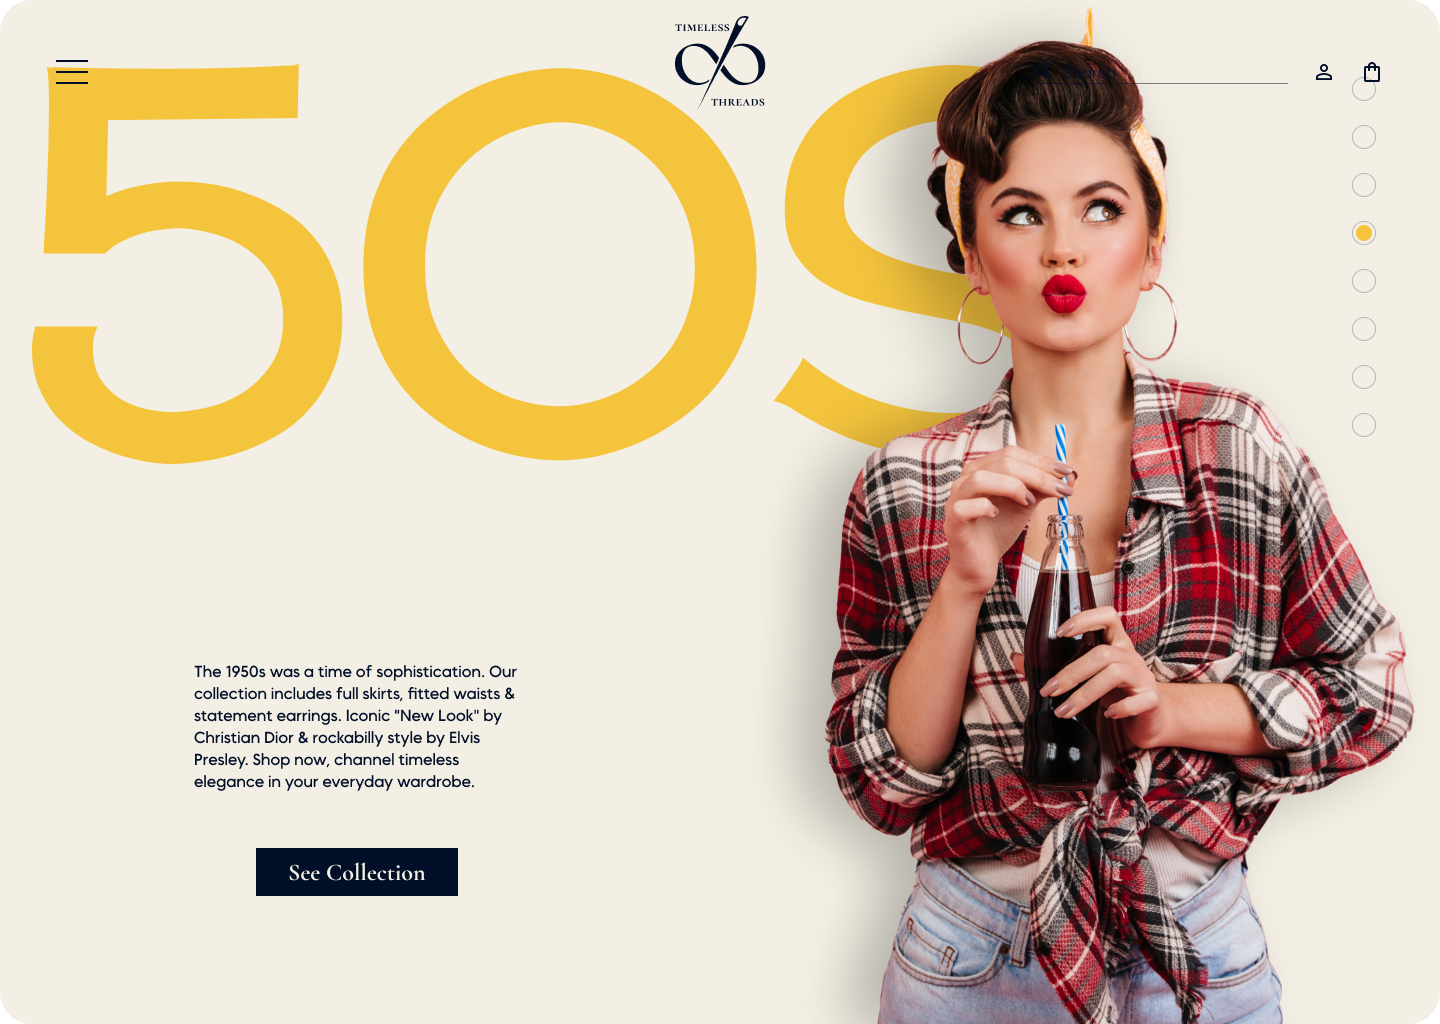 TIMELESS
THREADS
Search
50s
The 1950s was a time of sophistication. Our
collection includes full skirts, fitted waists &
statement earrings. Iconic "New Look" by
Christian Dior & rockabilly style by Elvis
Presley. Shop now, channel timeless
elegance in your everyday wardrobe.
See Collection